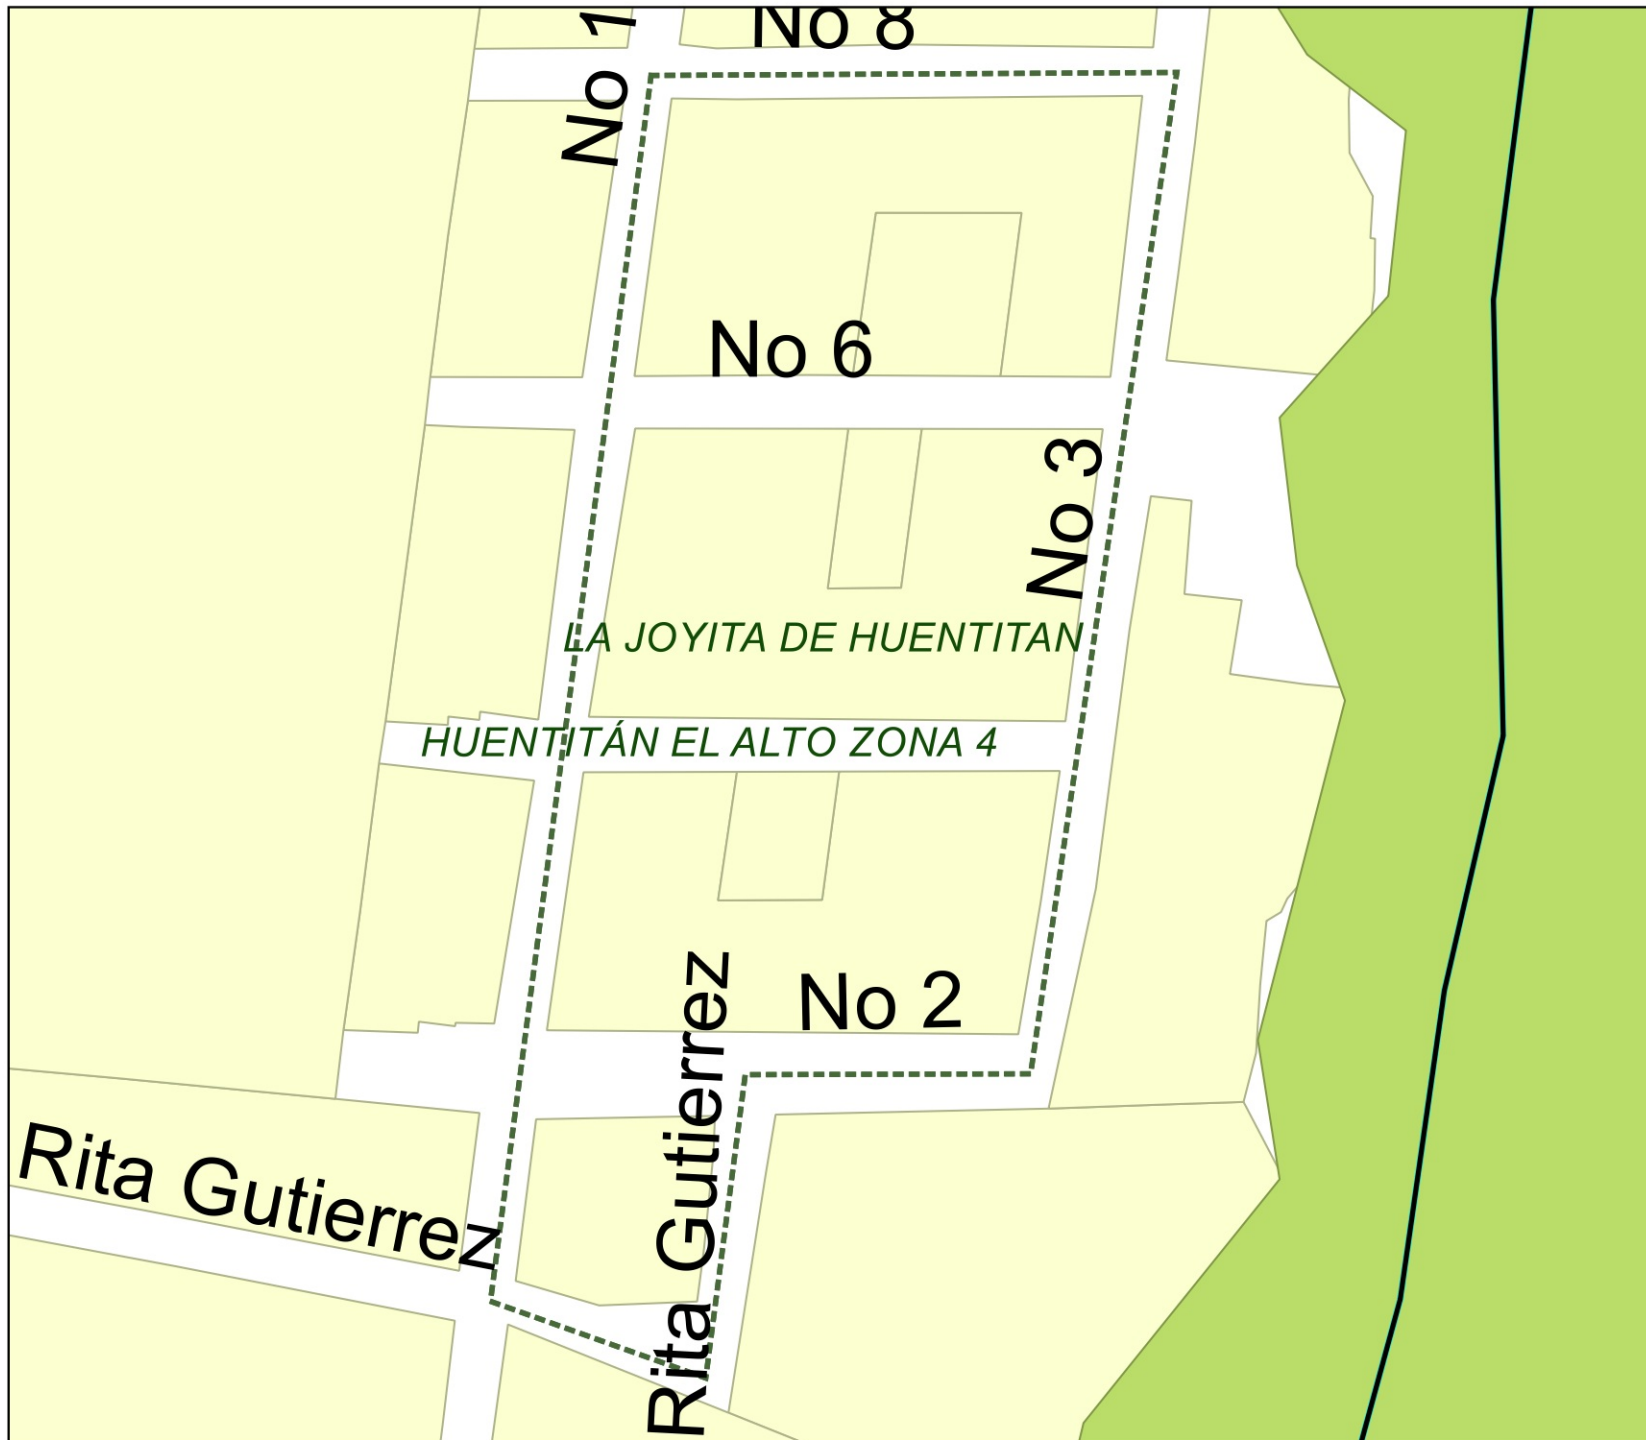 No 8
No 1
No 6
No 3
LA JOYITA DE HUENTITAN
HUENTITÁN EL ALTO ZONA 4
No 2
Rita Gutierrez
Rita Gutierrez